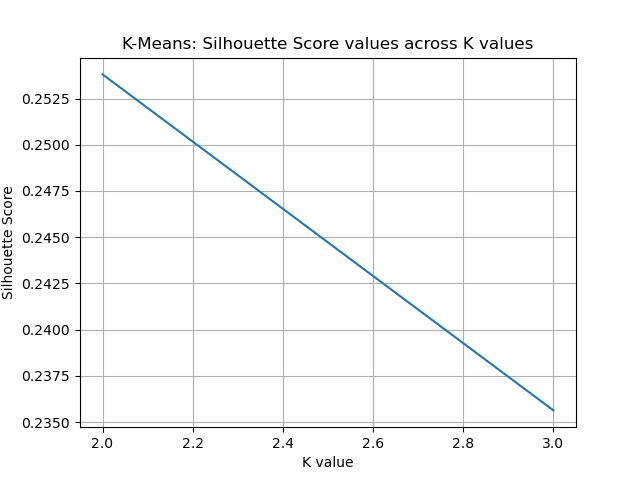 K-Means: Silhouette Score values across K values
Silhouette Score
0.2525
0.2500
0.2475
0.2450
0.2425
0.2400
0.2375
0.2350
2.0 2.2 2.4 2.6 2.8 3.0
K value